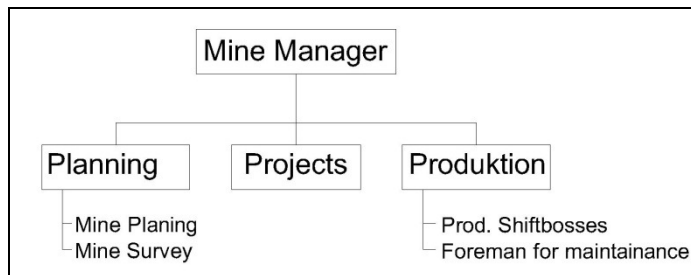 Mine Manager
Planning
Projects
Produktion
Mine Planing
Mine Survey
Prod. Shiftbosses
Foreman for maintainance